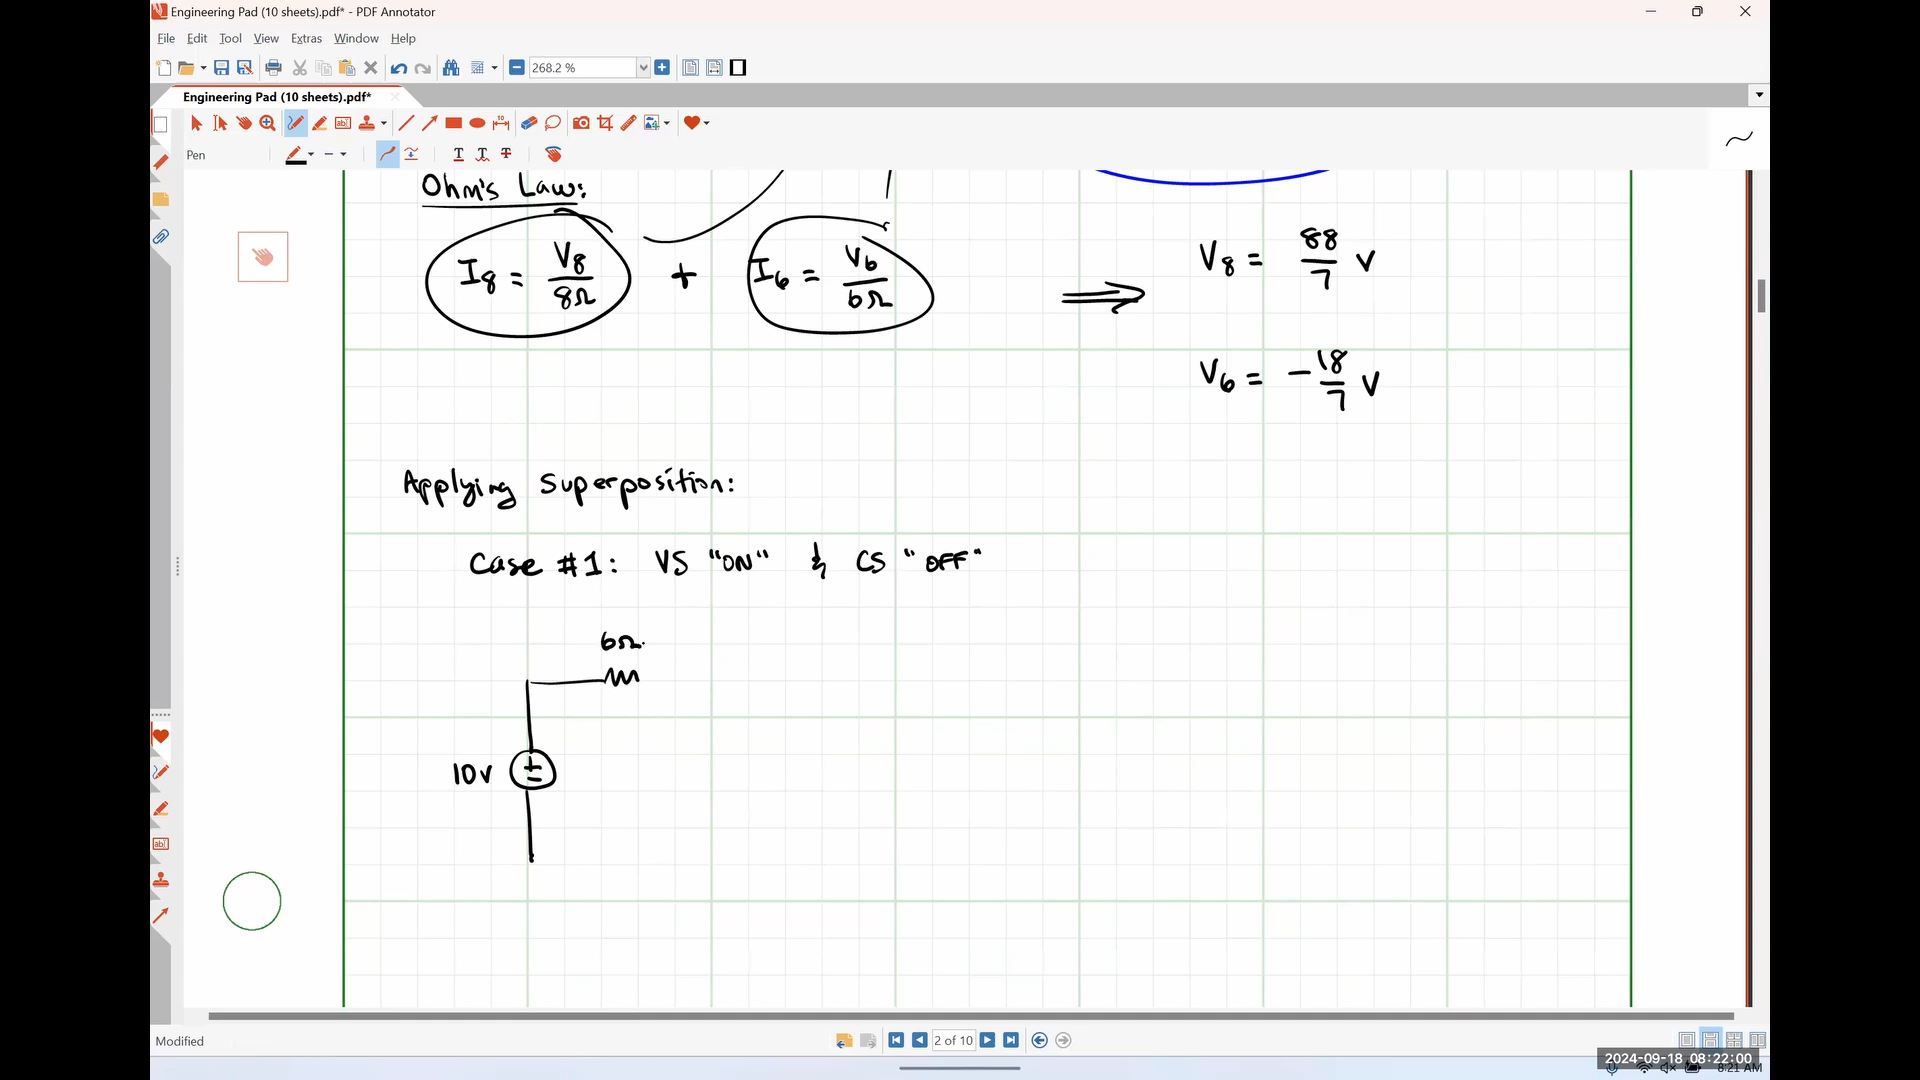 Engineering Pad (10 sheets).pdf* - PDF Annotator
File Edit Tool View Extras Window Help
268.2 %
Engineering Pad (10 sheets).pdf*
Pen
Ohm's Law:
I8 = V8/8Ω + I6 = V6/6Ω ⟹ V8 = 88/7 V
V6 = -18/7 V
Applying Superposition:
Case #1: VS "ON" & CS "OFF"
6Ω
10V
Modified
2 of 10
2024-09-18 08:22:00
8:21 AM